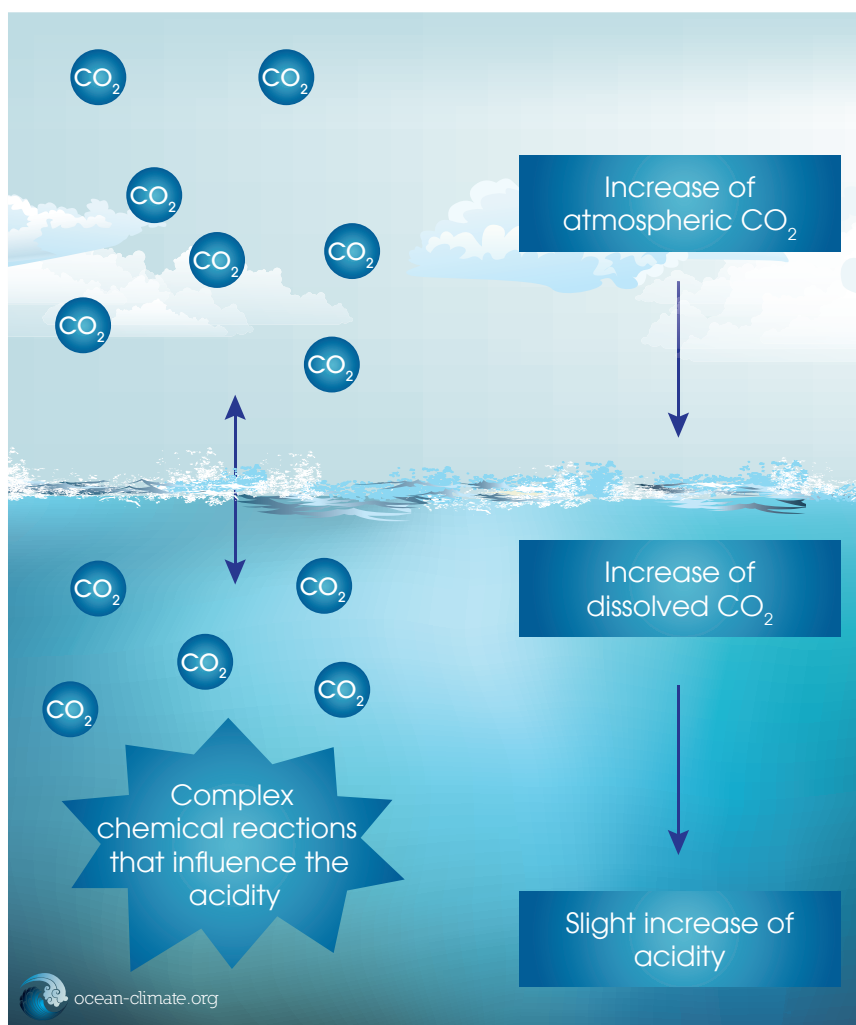 CO₂
CO₂
CO₂
CO₂
CO₂
CO₂
CO₂
Increase of
atmospheric CO₂
CO₂
CO₂
CO₂
CO₂
CO₂
Increase of
dissolved CO₂
Complex
chemical reactions
that influence the
acidity
Slight increase of
acidity
ocean-climate.org